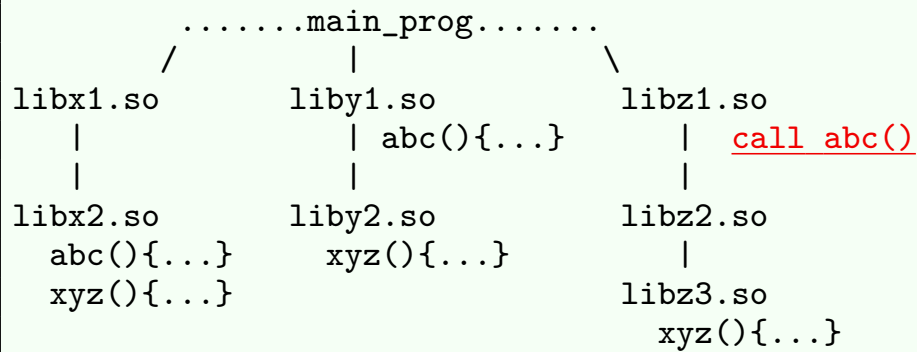 .......main_prog.......
/ | \
libx1.so liby1.so libz1.so
| | abc(){...} | call abc()
| | |
libx2.so liby2.so libz2.so
abc(){...} xyz(){...} |
xyz(){...} libz3.so
xyz(){...}